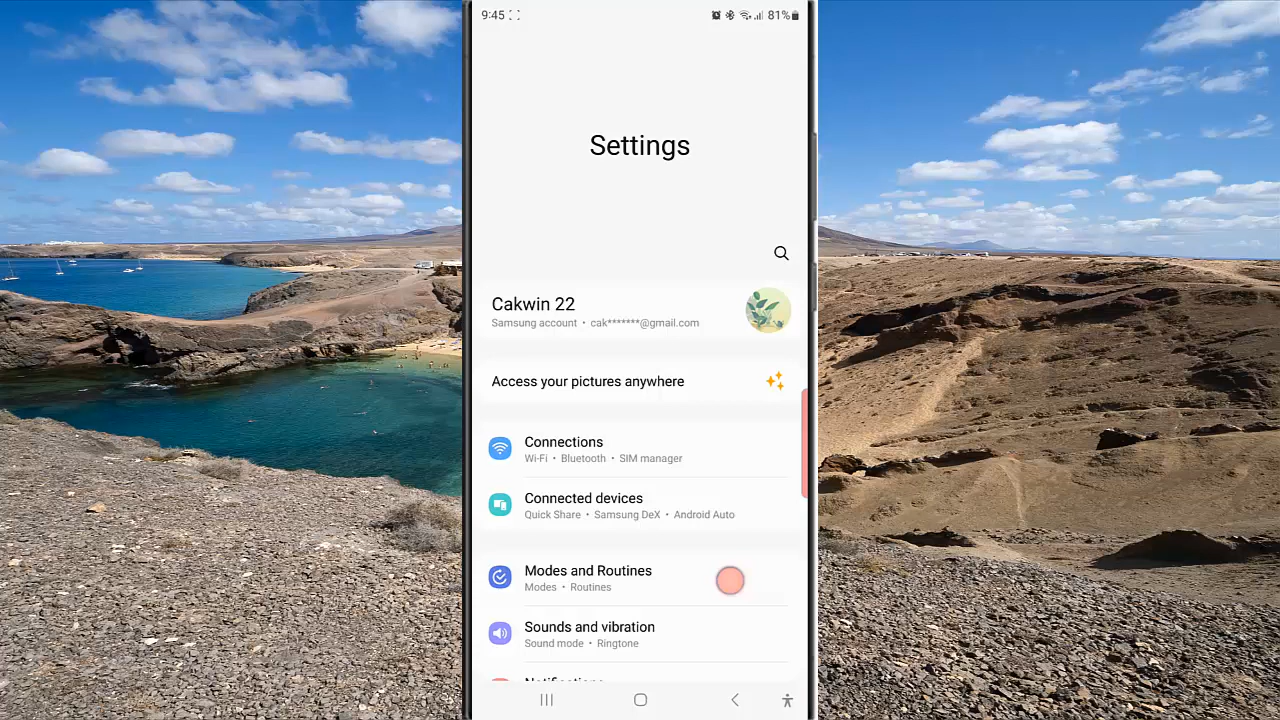 9:45
81%
Settings
Cakwin 22
Samsung account • cak*******@gmail.com
Access your pictures anywhere
Connections
Wi-Fi • Bluetooth • SIM manager
Connected devices
Quick Share • Samsung DeX • Android Auto
Modes and Routines
Modes • Routines
Sounds and vibration
Sound mode • Ringtone
Notifications